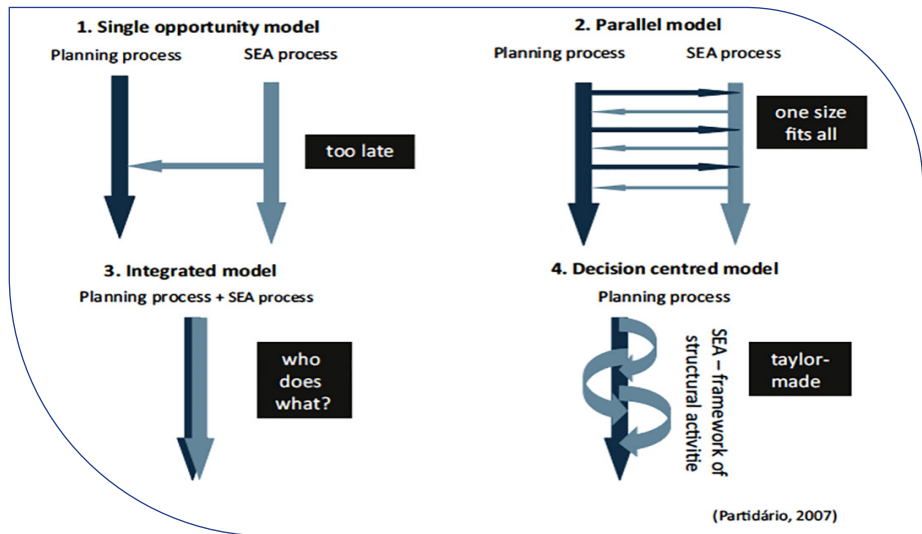 1. Single opportunity model
Planning process
SEA process
too late
2. Parallel model
Planning process
SEA process
one size
fits all
3. Integrated model
Planning process + SEA process
who
does
what?
4. Decision centred model
Planning process
SEA – framework of
structural activitie
taylor-
made
(Partidário, 2007)